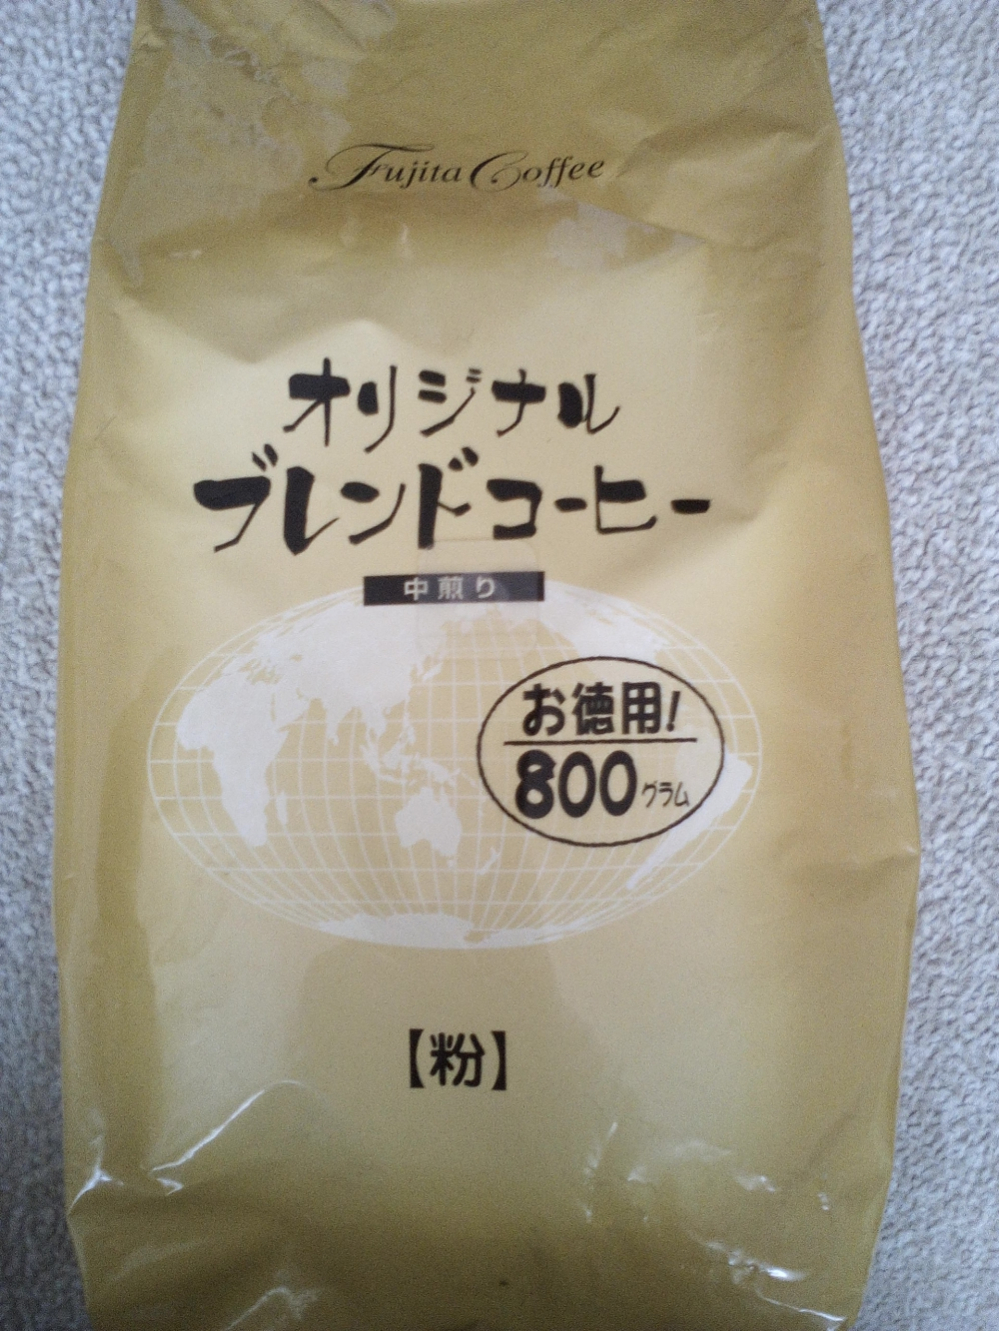 Fujita Coffee
オリジナル
ブレンドコーヒー
中煎り
お徳用!
800グラム
【粉】